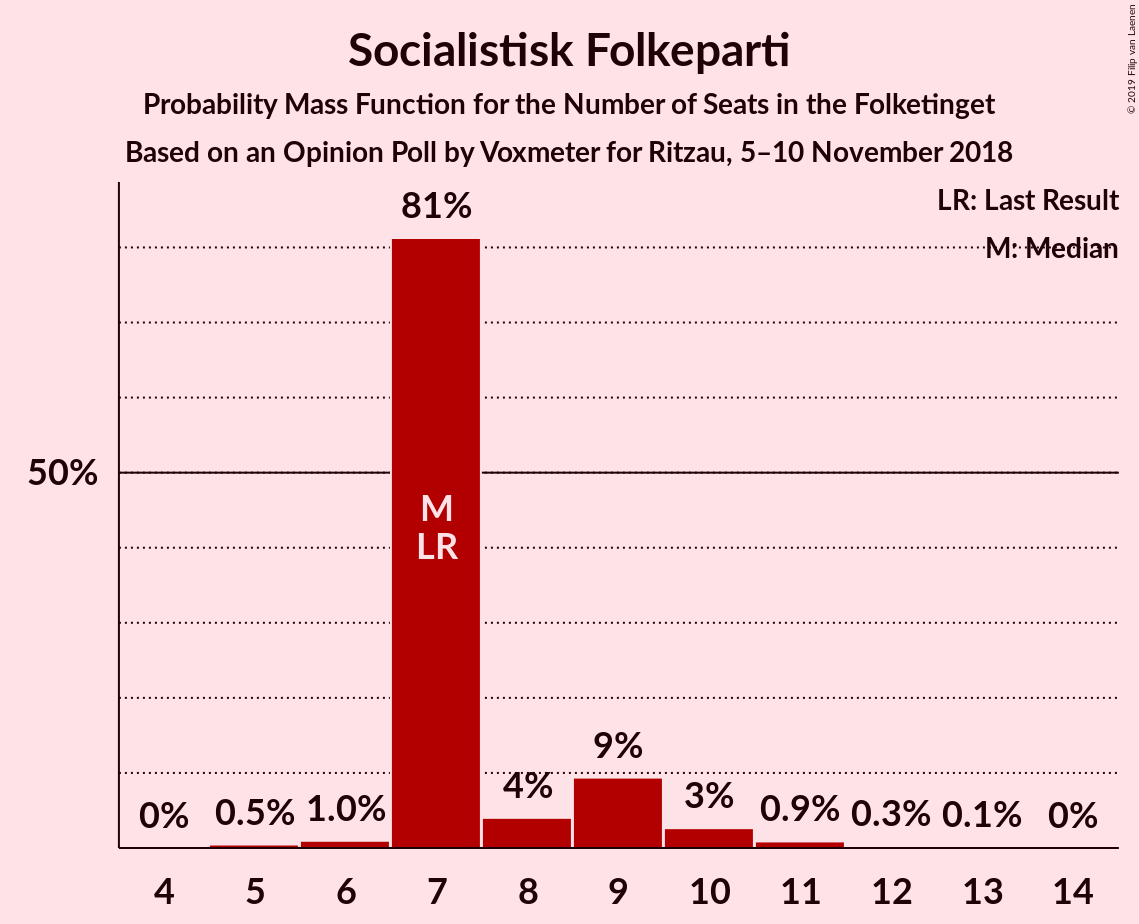 Socialistisk Folkeparti
Probability Mass Function for the Number of Seats in the Folketinget
Based on an Opinion Poll by Voxmeter for Ritzau, 5–10 November 2018
© 2019 Filip van Laenen
LR: Last Result
M: Median
50%
0%
0.5%
1.0%
81%
4%
9%
3%
0.9%
0.3%
0.1%
0%
M
LR
4 5 6 7 8 9 10 11 12 13 14